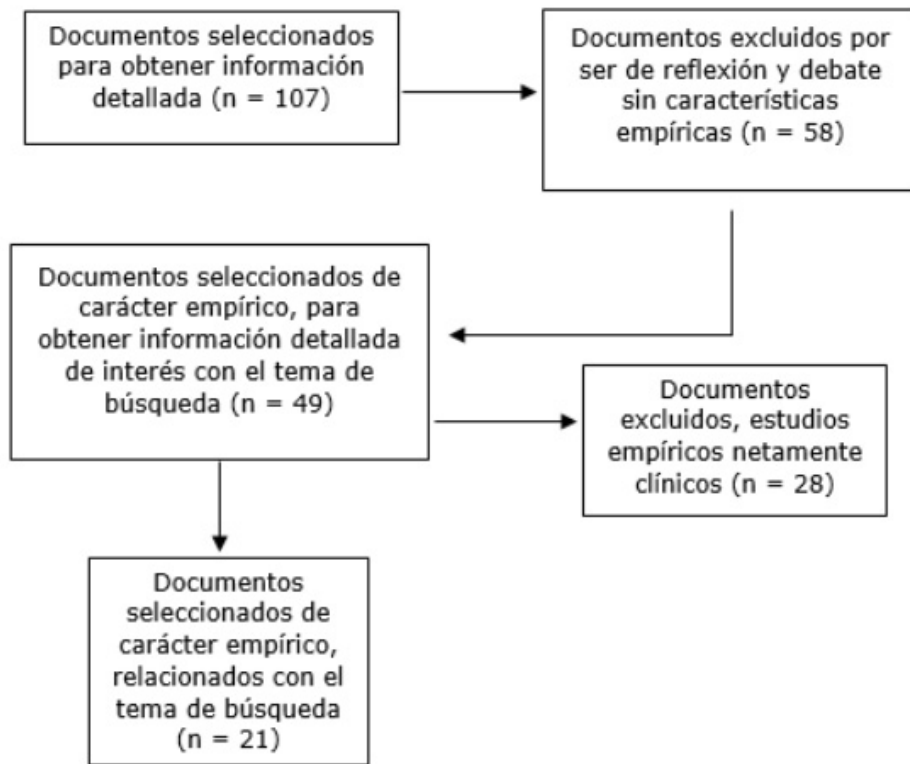 Documentos seleccionados
para obtener información
detallada (n = 107)
Documentos excluidos por
ser de reflexión y debate
sin características
empíricas (n = 58)
Documentos seleccionados de
carácter empírico, para
obtener información detallada
de interés con el tema de
búsqueda (n = 49)
Documentos
excluidos, estudios
empíricos netamente
clínicos (n = 28)
Documentos
seleccionados de
carácter empírico,
relacionados con el
tema de búsqueda
(n = 21)